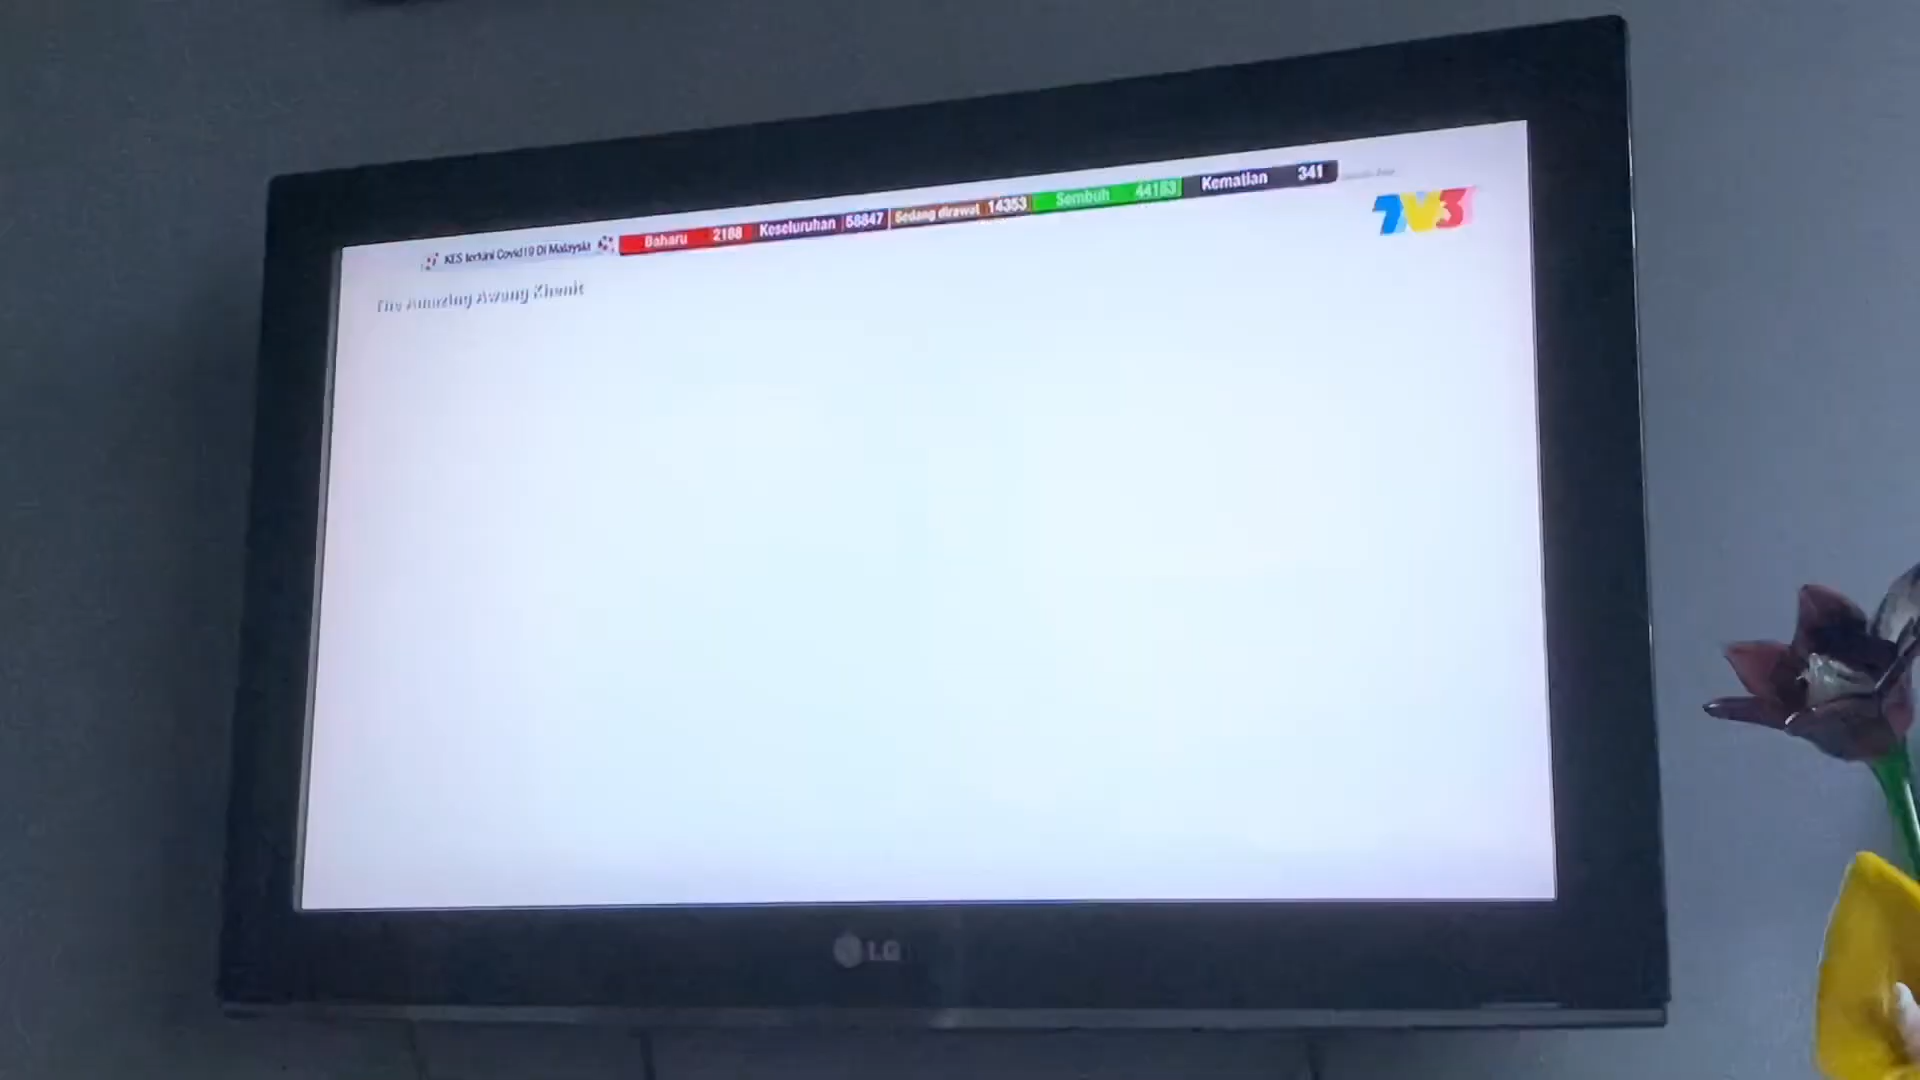 KES terkini Covid19 Di Malaysia Baharu 2188 Keseluruhan 58847 Sedang dirawat 14353 Sembuh 44153 Kematian 341
TV3
The Amazing Awang Khenit
LG